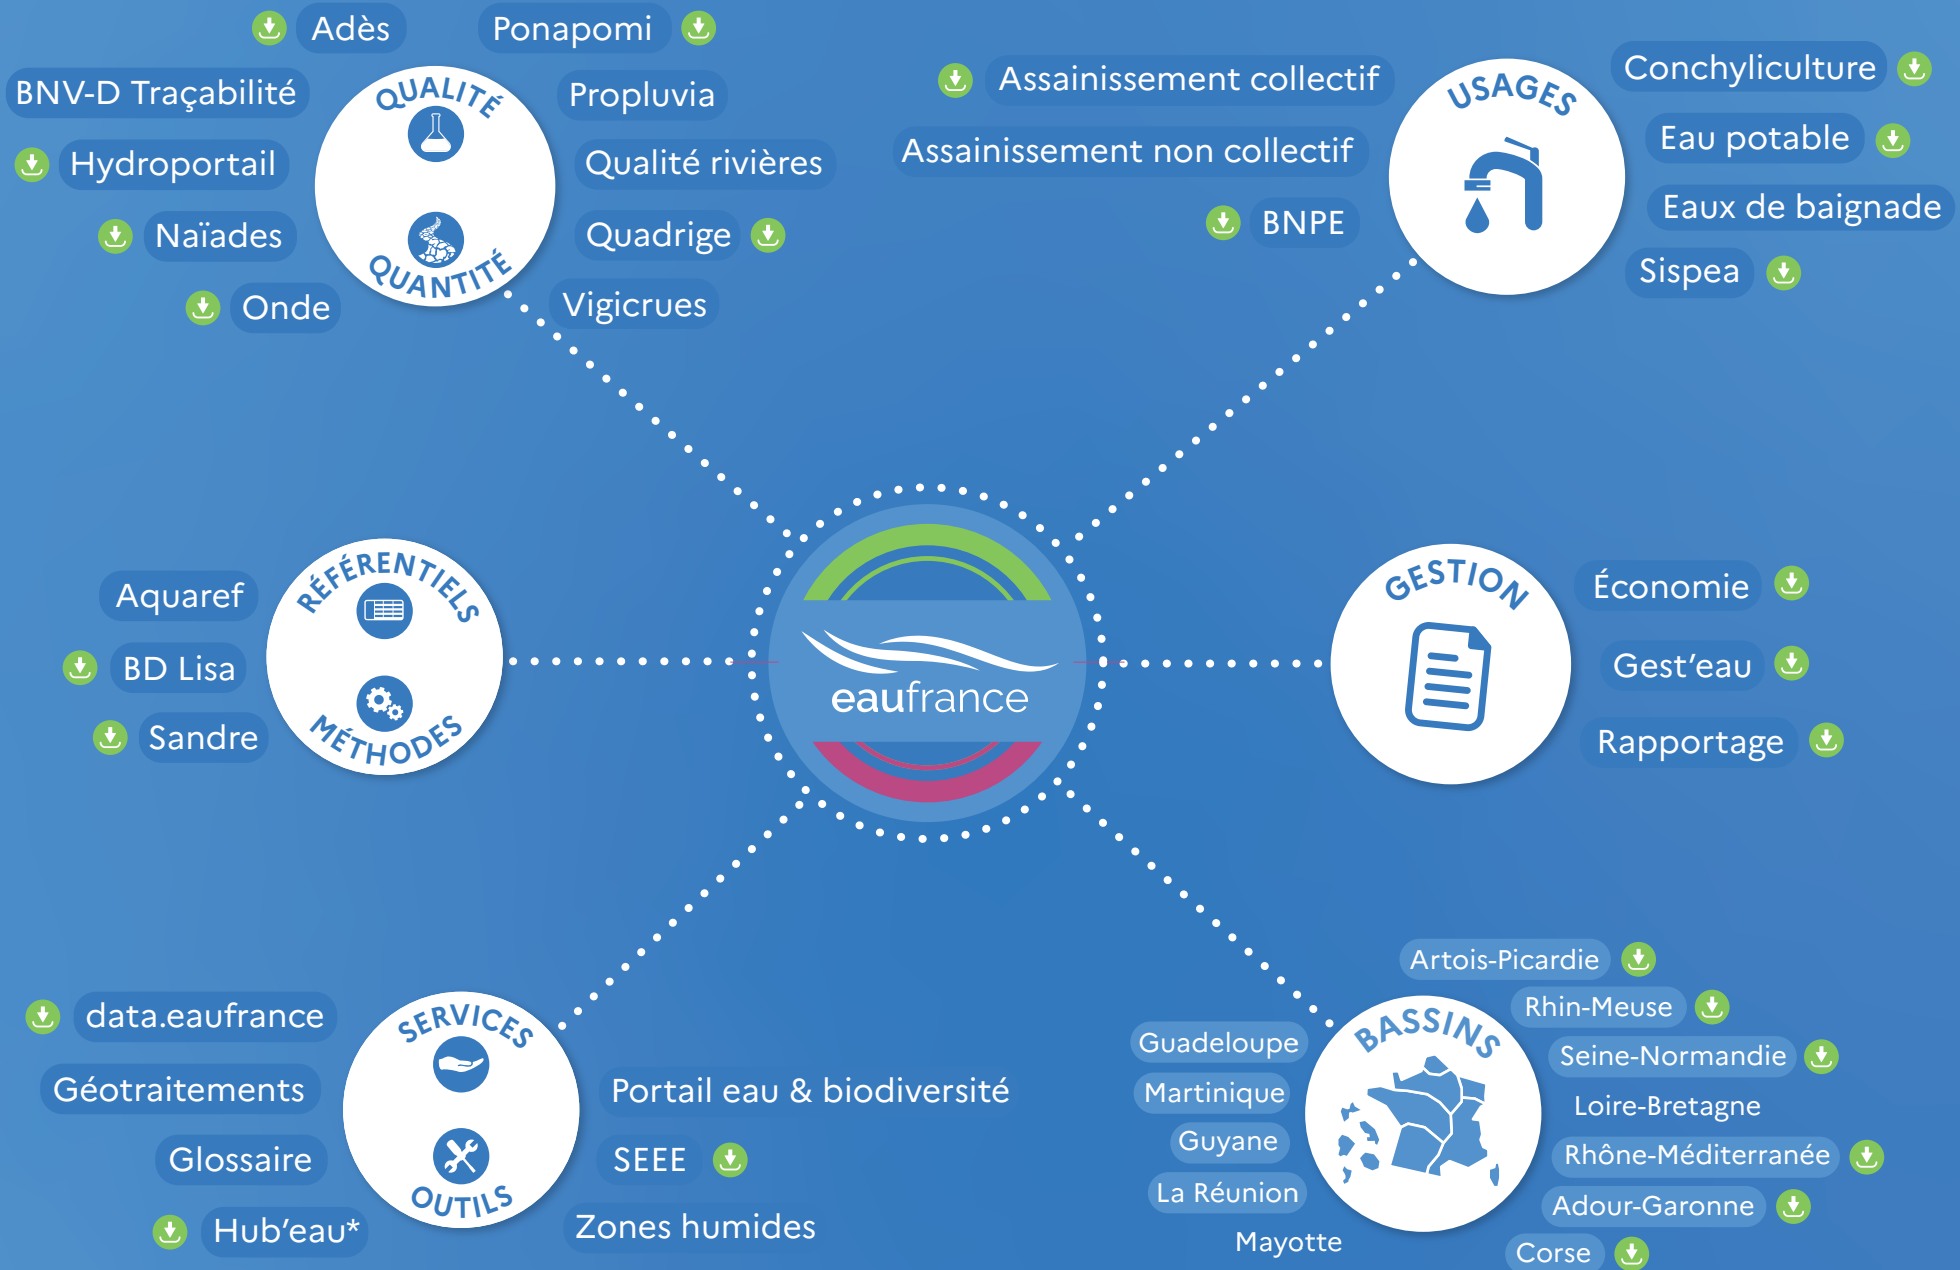 Adès
Ponapomi
BNV-D Traçabilité
Propluvia
Hydroportail
Qualité rivières
Naïades
Quadrige
Onde
Vigicrues
QUALITÉ
QUANTITÉ
Assainissement collectif
Assainissement non collectif
BNPE
USAGES
Conchyliculture
Eau potable
Eaux de baignade
Sispea
RÉFÉRENTIELS
MÉTHODES
Aquaref
BD Lisa
Sandre
eaufrance
GESTION
Économie
Gest'eau
Rapportage
SERVICES
OUTILS
data.eaufrance
Géotraitements
Glossaire
Hub'eau*
Portail eau & biodiversité
SEEE
Zones humides
BASSINS
Guadeloupe
Martinique
Guyane
La Réunion
Mayotte
Artois-Picardie
Rhin-Meuse
Seine-Normandie
Loire-Bretagne
Rhône-Méditerranée
Adour-Garonne
Corse